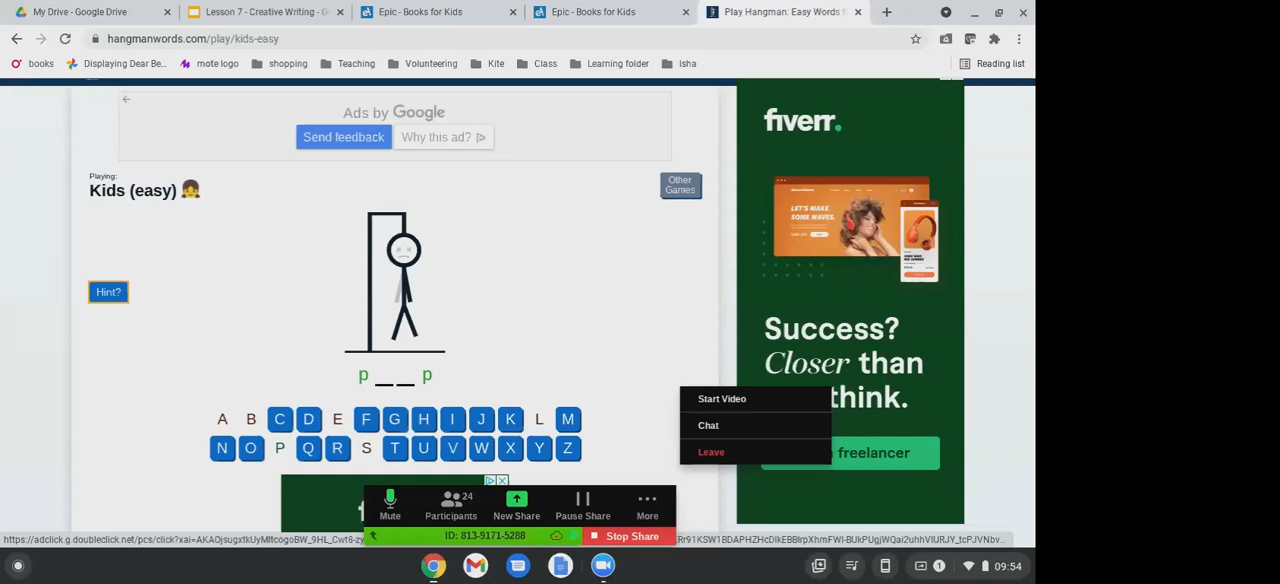 My Drive - Google Drive
Lesson 7 - Creative Writing - G
Epic - Books for Kids
Epic - Books for Kids
Play Hangman: Easy Words f
hangmanwords.com/play/kids-easy
books
Displaying Dear Be...
mote logo
shopping
Teaching
Volunteering
Kite
Class
Learning folder
Isha
Reading list
Ads by Google
Send feedback
Why this ad?
Playing:
Kids (easy)
Other
Games
Hint?
p _ _ p
A B C D E F G H I J K L M
N O P Q R S T U V W X Y Z
fiverr.
LET'S MAKE
SOME WAVES.
Success?
Closer than
think.
freelancer
Start Video
Chat
Leave
24
Mute
Participants
New Share
Pause Share
More
ID: 813-9171-5288
Stop Share
1
09:54